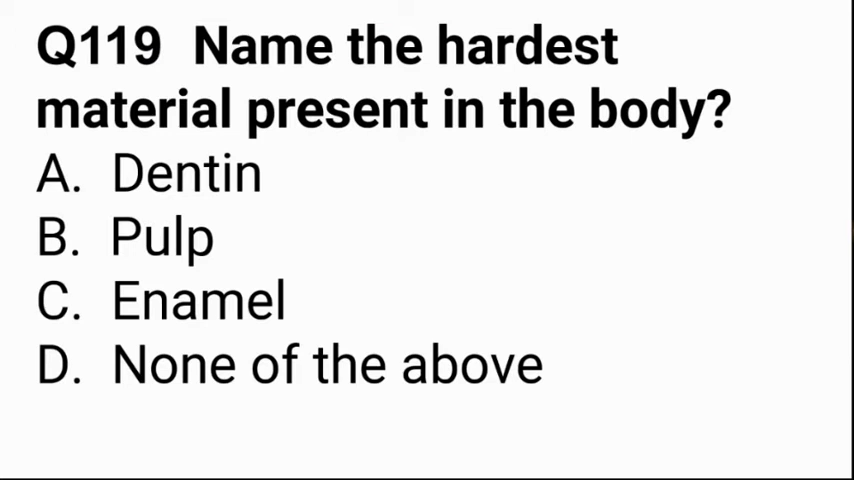 Q119 Name the hardest
material present in the body?
A. Dentin
B. Pulp
C. Enamel
D. None of the above